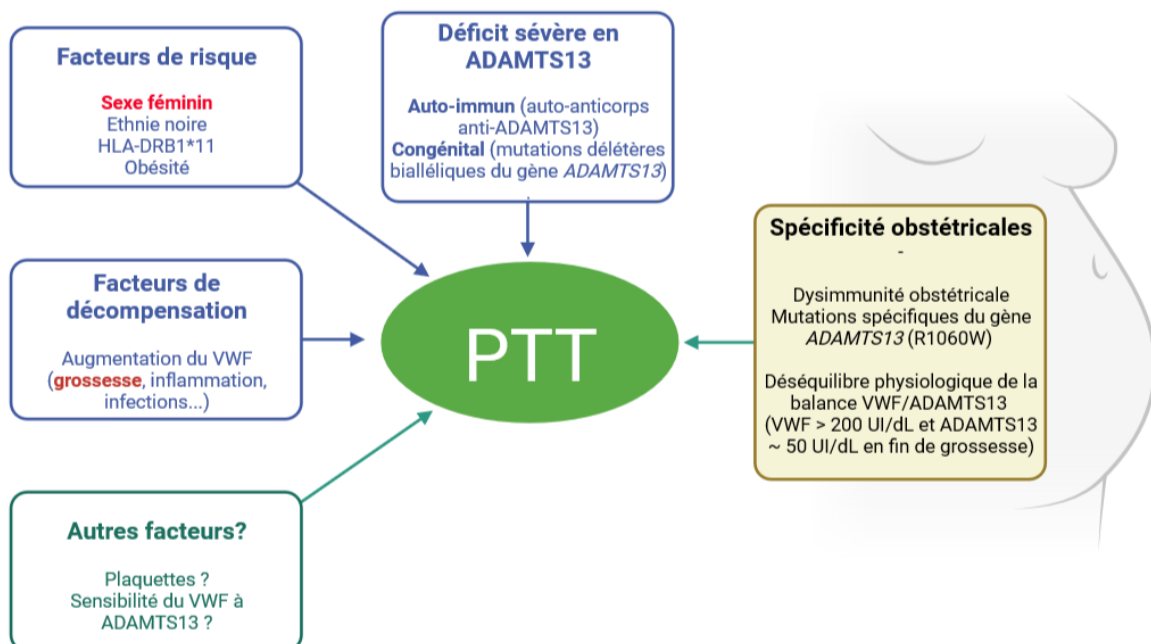 Facteurs de risque
Sexe féminin
Ethnie noire
HLA-DRB1*11
Obésité
Déficit sévère en
ADAMTS13
Auto-immun (auto-anticorps
anti-ADAMTS13)
Congénital (mutations délétères
bialléliques du gène ADAMTS13)
Facteurs de
décompensation
Augmentation du VWF
(grossesse, inflammation,
infections...)
PTT
Spécificité obstétricales
-
Dysimmunité obstétricale
Mutations spécifiques du gène
ADAMTS13 (R1060W)
Déséquilibre physiologique de la
balance VWF/ADAMTS13
(VWF > 200 UI/dL et ADAMTS13
~ 50 UI/dL en fin de grossesse)
Autres facteurs?
Plaquettes ?
Sensibilité du VWF à
ADAMTS13 ?